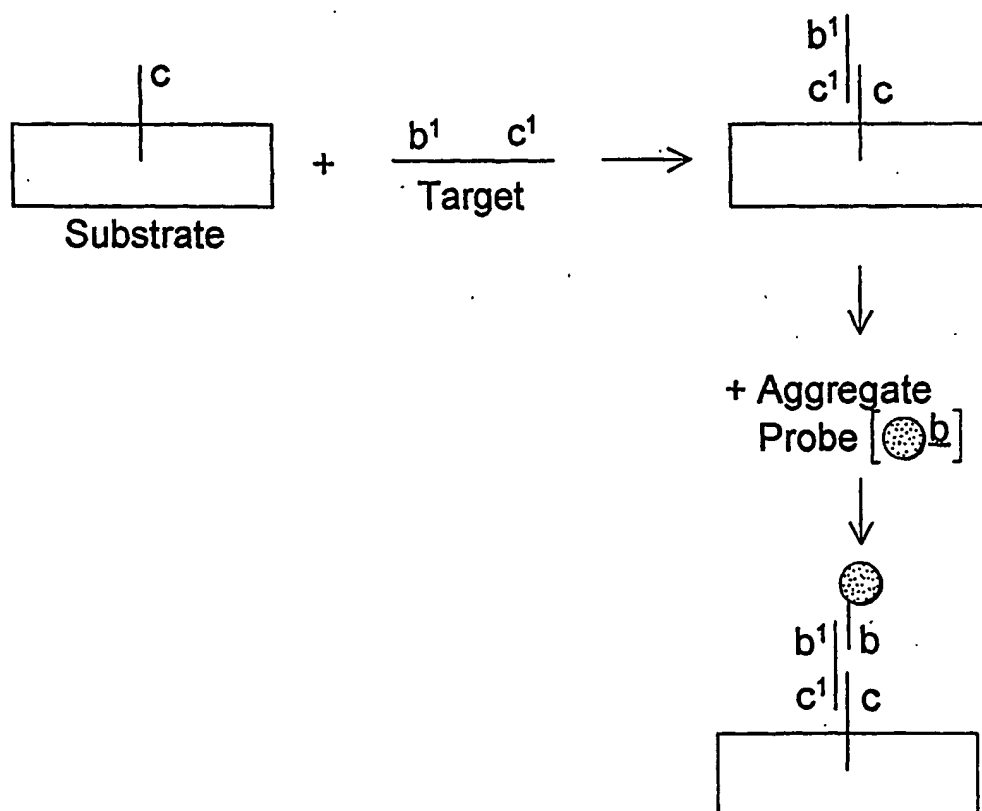 c
Substrate
+
b¹ c¹
Target
b¹
c¹ c
+ Aggregate
Probe [ b]
b¹ b
c¹ c